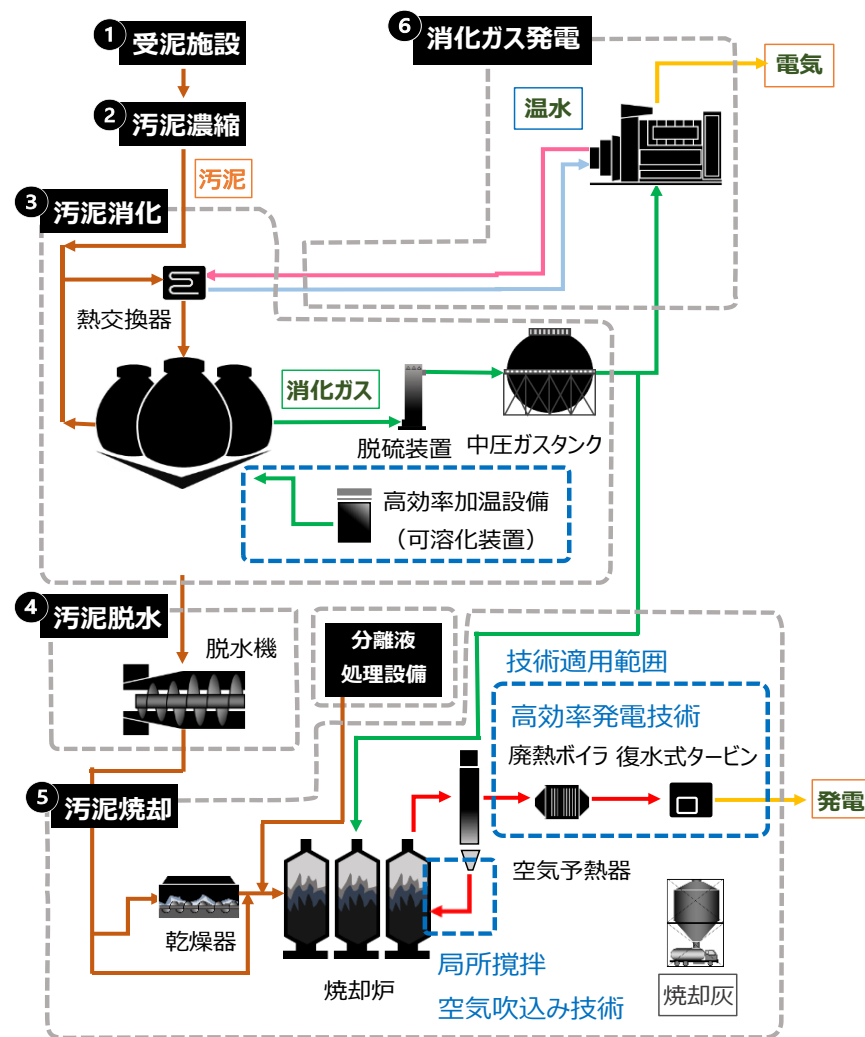 1 受泥施設
2 汚泥濃縮
汚泥
3 汚泥消化
熱交換器
6 消化ガス発電
温水
電気
消化ガス
脱硫装置
中圧ガスタンク
高効率加温設備
（可溶化装置）
4 汚泥脱水
脱水機
分離液
処理設備
技術適用範囲
高効率発電技術
廃熱ボイラ 復水式タービン
発電
5 汚泥焼却
空気予熱器
乾燥器
焼却炉
局所撹拌
空気吹込み技術
焼却灰